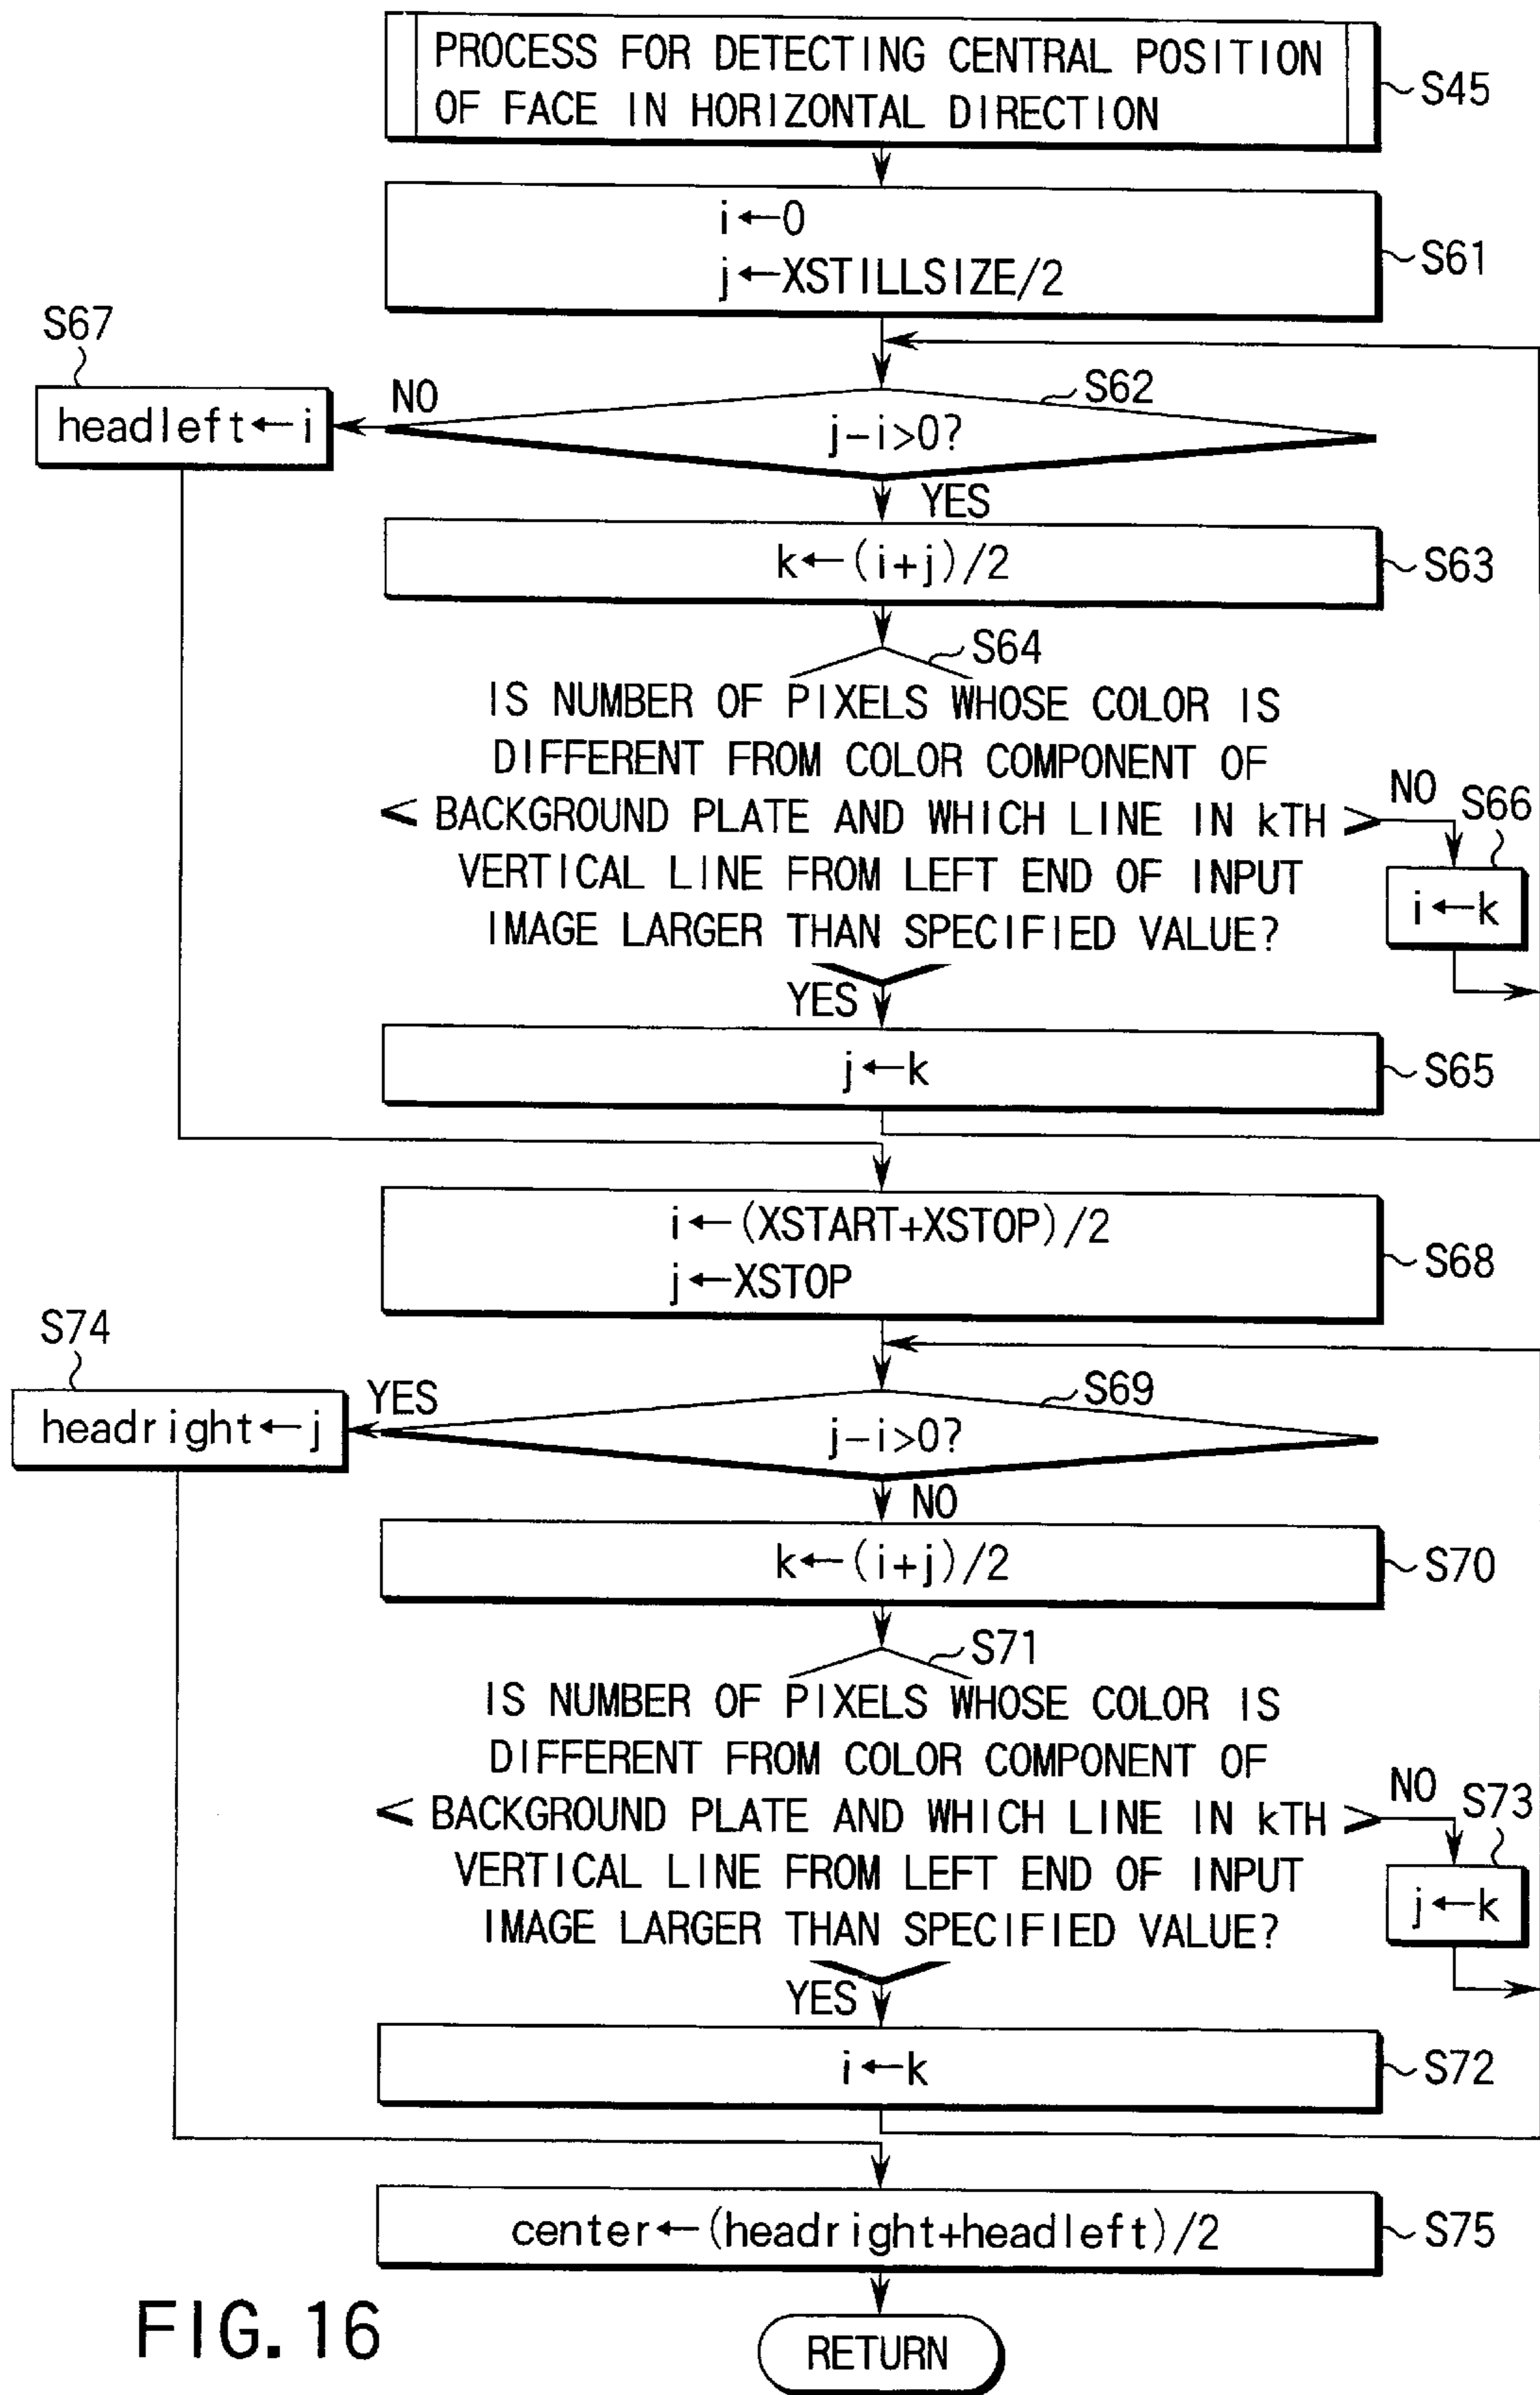 PROCESS FOR DETECTING CENTRAL POSITION
OF FACE IN HORIZONTAL DIRECTION
S45
i←0
j←XSTILLSIZE/2
S61
S67
headleft←i
NO
S62
j-i>0?
YES
k←(i+j)/2
S63
S64
IS NUMBER OF PIXELS WHOSE COLOR IS
DIFFERENT FROM COLOR COMPONENT OF
BACKGROUND PLATE AND WHICH LINE IN kTH
VERTICAL LINE FROM LEFT END OF INPUT
IMAGE LARGER THAN SPECIFIED VALUE?
NO
S66
i←k
YES
j←k
S65
i←(XSTART+XSTOP)/2
j←XSTOP
S68
S74
headright←j
YES
S69
j-i>0?
NO
k←(i+j)/2
S70
S71
IS NUMBER OF PIXELS WHOSE COLOR IS
DIFFERENT FROM COLOR COMPONENT OF
BACKGROUND PLATE AND WHICH LINE IN kTH
VERTICAL LINE FROM LEFT END OF INPUT
IMAGE LARGER THAN SPECIFIED VALUE?
NO
S73
j←k
YES
i←k
S72
center←(headright+headleft)/2
S75
RETURN
FIG. 16